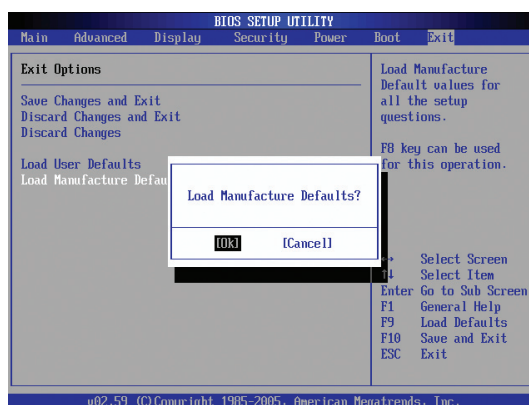 BIOS SETUP UTILITY
Main Advanced Display Security Power Boot Exit
Exit Options
Save Changes and Exit
Discard Changes and Exit
Discard Changes
Load User Defaults
Load Manufacture Defau
Load Manufacture Defaults?
[Ok] [Cancel]
Load Manufacture
Default values for
all the setup
questions.
F8 key can be used
for this operation.
↔ Select Screen
↑↓ Select Item
Enter Go to Sub Screen
F1 General Help
F9 Load Defaults
F10 Save and Exit
ESC Exit
v02.59 (C)Copyright 1985-2005, American Megatrends, Inc.